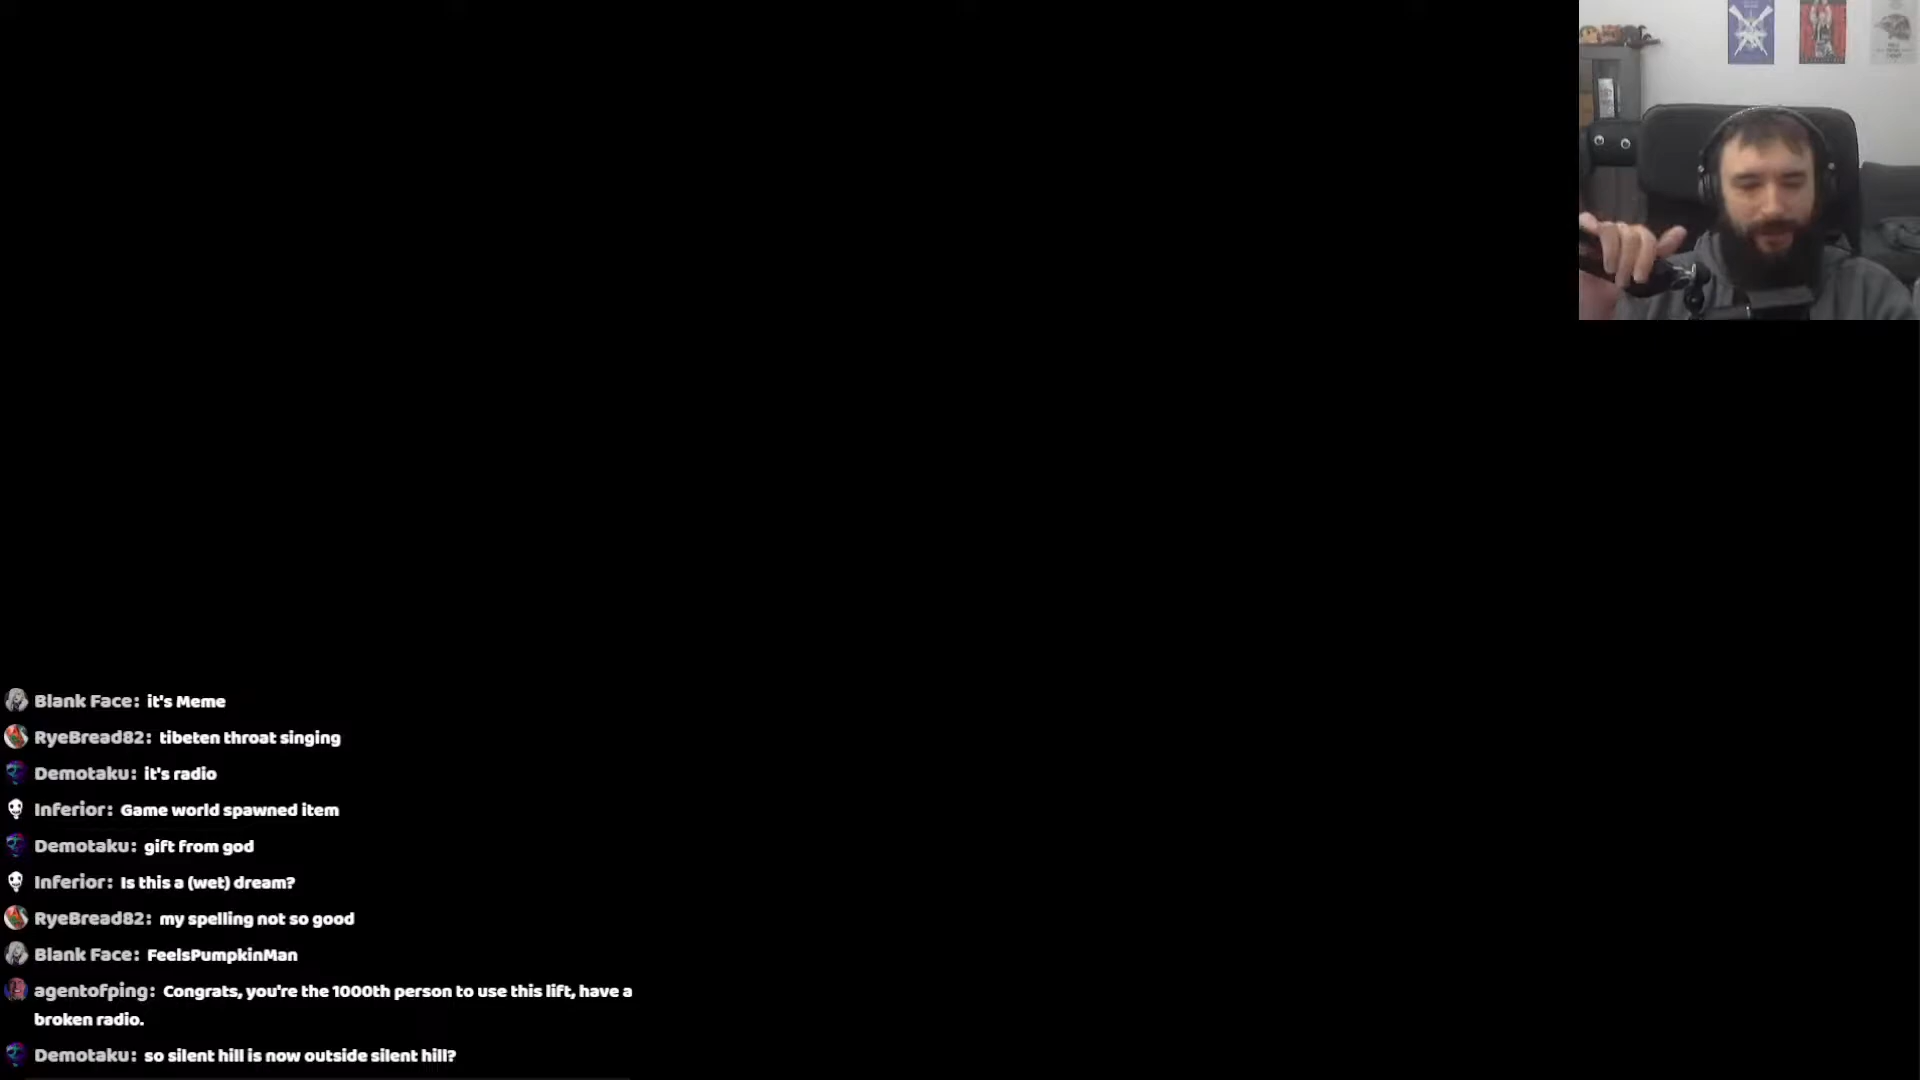 Blank Face: it's Meme
RyeBread82: tibeten throat singing
Demotaku: it's radio
Inferior: Game world spawned item
Demotaku: gift from god
Inferior: Is this a (wet) dream?
RyeBread82: my spelling not so good
Blank Face: FeelsPumpkinMan
agentofping: Congrats, you're the 1000th person to use this lift, have a
broken radio.
Demotaku: so silent hill is now outside silent hill?